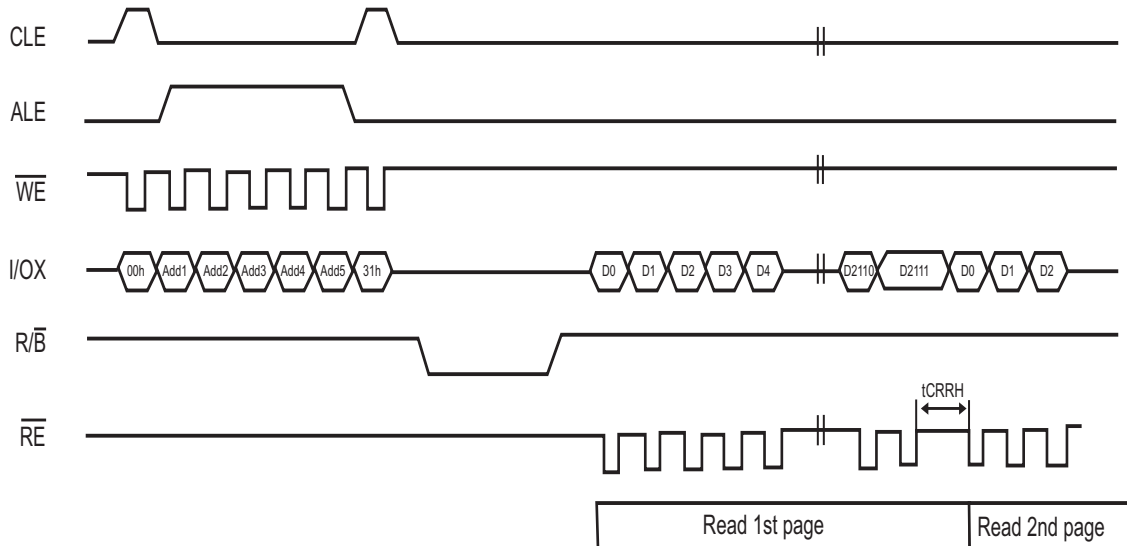 CLE
ALE
WE
I/OX 00h Add1 Add2 Add3 Add4 Add5 31h D0 D1 D2 D3 D4 D2110 D2111 D0 D1 D2
R/B
tCRRH
RE
Read 1st page Read 2nd page